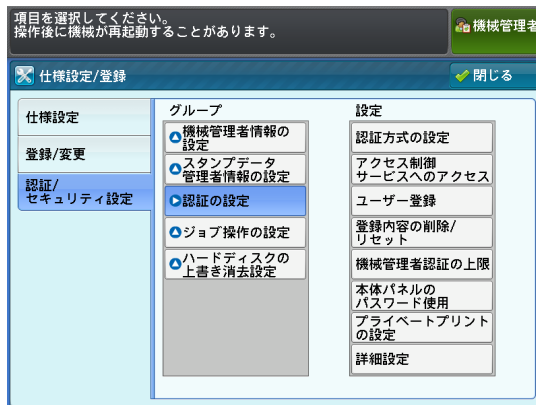 項目を選択してください。
操作後に機械が再起動することがあります。
機械管理者
仕様設定/登録
閉じる
仕様設定
登録/変更
認証/
セキュリティ設定
グループ
機械管理者情報の
設定
スタンプデータ
管理者情報の設定
認証の設定
ジョブ操作の設定
ハードディスクの
上書き消去設定
設定
認証方式の設定
アクセス制御
サービスへのアクセス
ユーザー登録
登録内容の削除/
リセット
機械管理者認証の上限
本体パネルの
パスワード使用
プライベートプリント
の設定
詳細設定